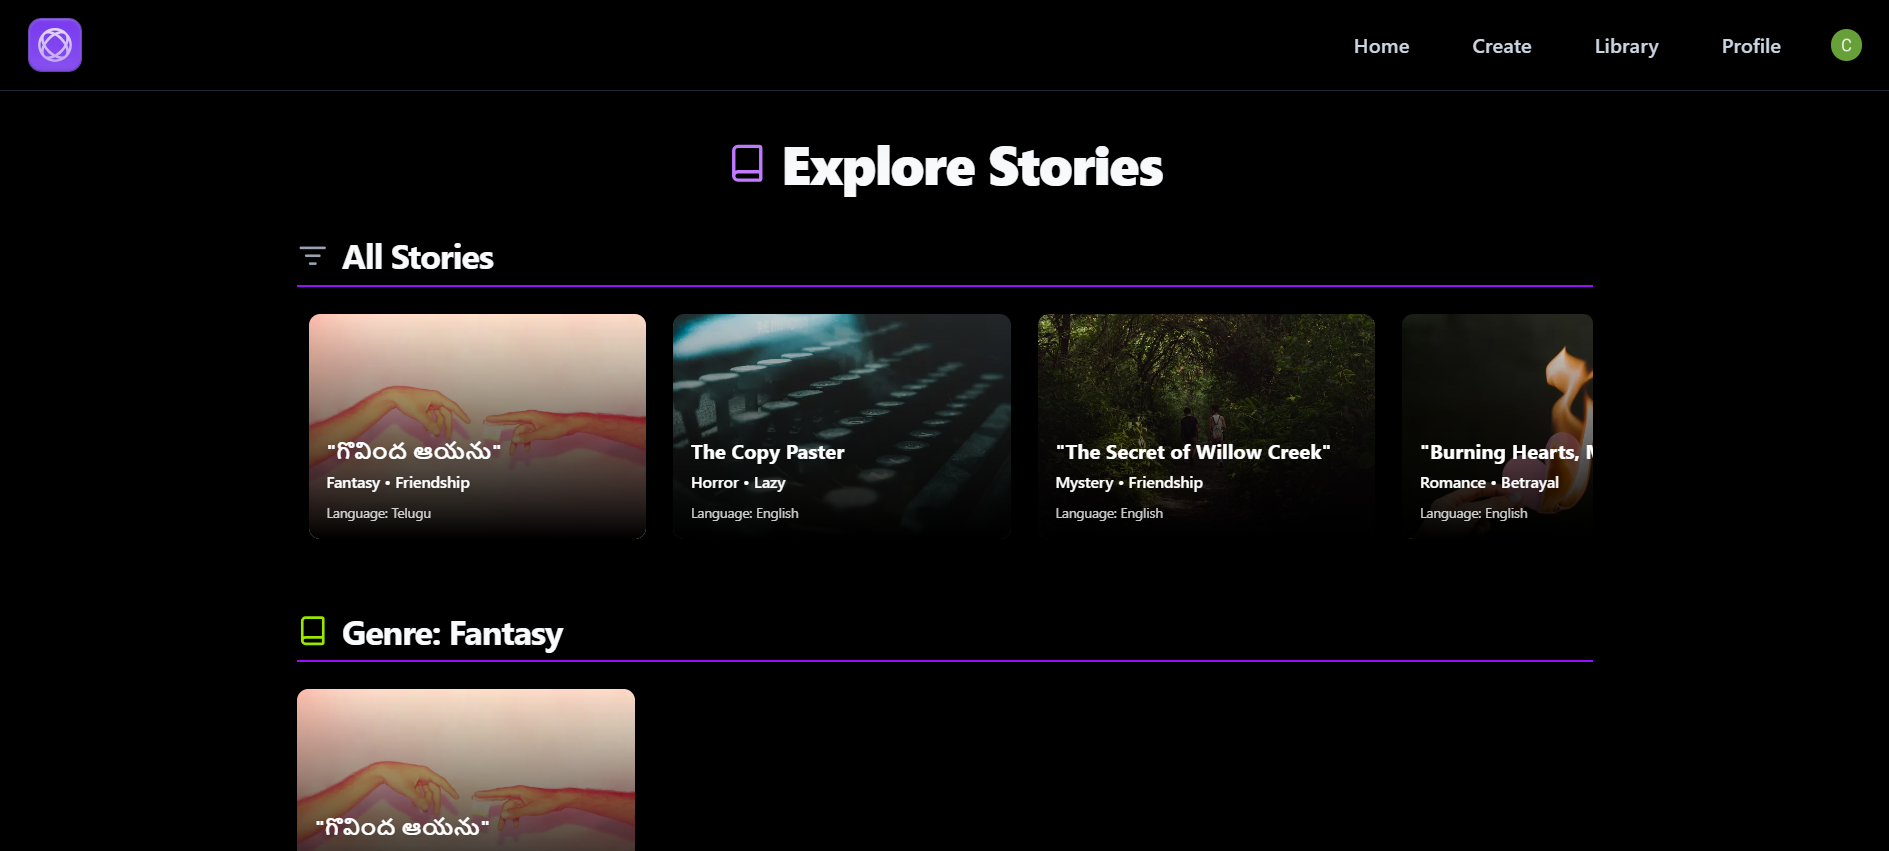 Home
Create
Library
Profile
C
Explore Stories
All Stories
"గొవింద ఆయను"
Fantasy • Friendship
Language: Telugu
The Copy Paster
Horror • Lazy
Language: English
"The Secret of Willow Creek"
Mystery • Friendship
Language: English
"Burning Hearts,
Romance • Betrayal
Language: English
Genre: Fantasy
"గొవింద ఆయను"